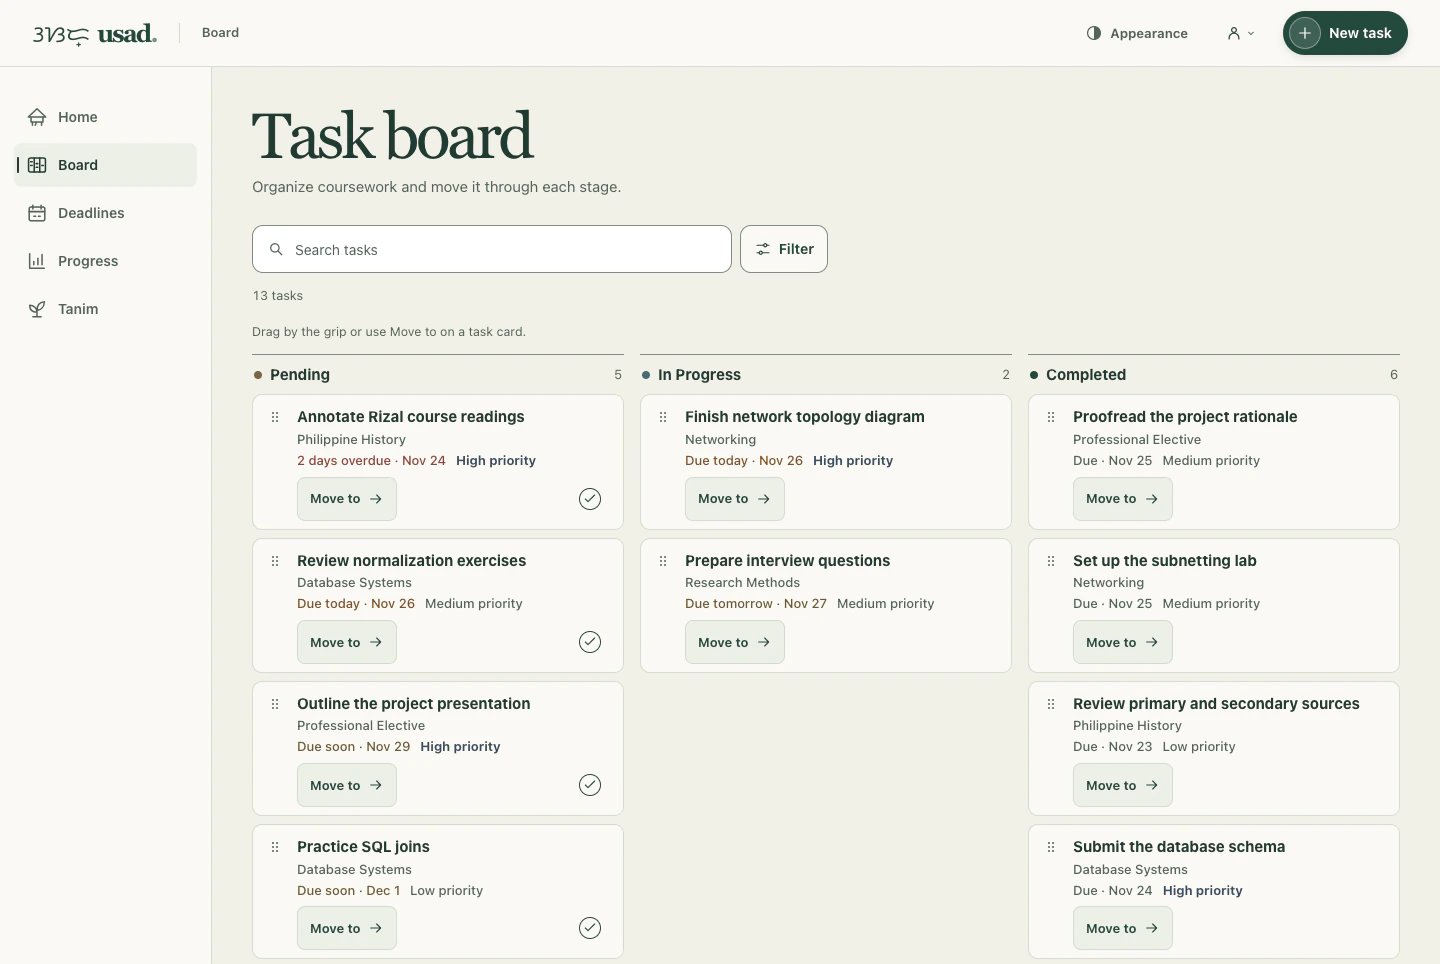 usad.
Board
Appearance
New task
Home
Board
Deadlines
Progress
Tanim
Task board
Organize coursework and move it through each stage.
Search tasks
Filter
13 tasks
Drag by the grip or use Move to on a task card.
Pending 5
Annotate Rizal course readings
Philippine History
2 days overdue · Nov 24 High priority
Move to
Review normalization exercises
Database Systems
Due today · Nov 26 Medium priority
Move to
Outline the project presentation
Professional Elective
Due soon · Nov 29 High priority
Move to
Practice SQL joins
Database Systems
Due soon · Dec 1 Low priority
Move to
In Progress 2
Finish network topology diagram
Networking
Due today · Nov 26 High priority
Move to
Prepare interview questions
Research Methods
Due tomorrow · Nov 27 Medium priority
Move to
Completed 6
Proofread the project rationale
Professional Elective
Due · Nov 25 Medium priority
Move to
Set up the subnetting lab
Networking
Due · Nov 25 Medium priority
Move to
Review primary and secondary sources
Philippine History
Due · Nov 23 Low priority
Move to
Submit the database schema
Database Systems
Due · Nov 24 High priority
Move to